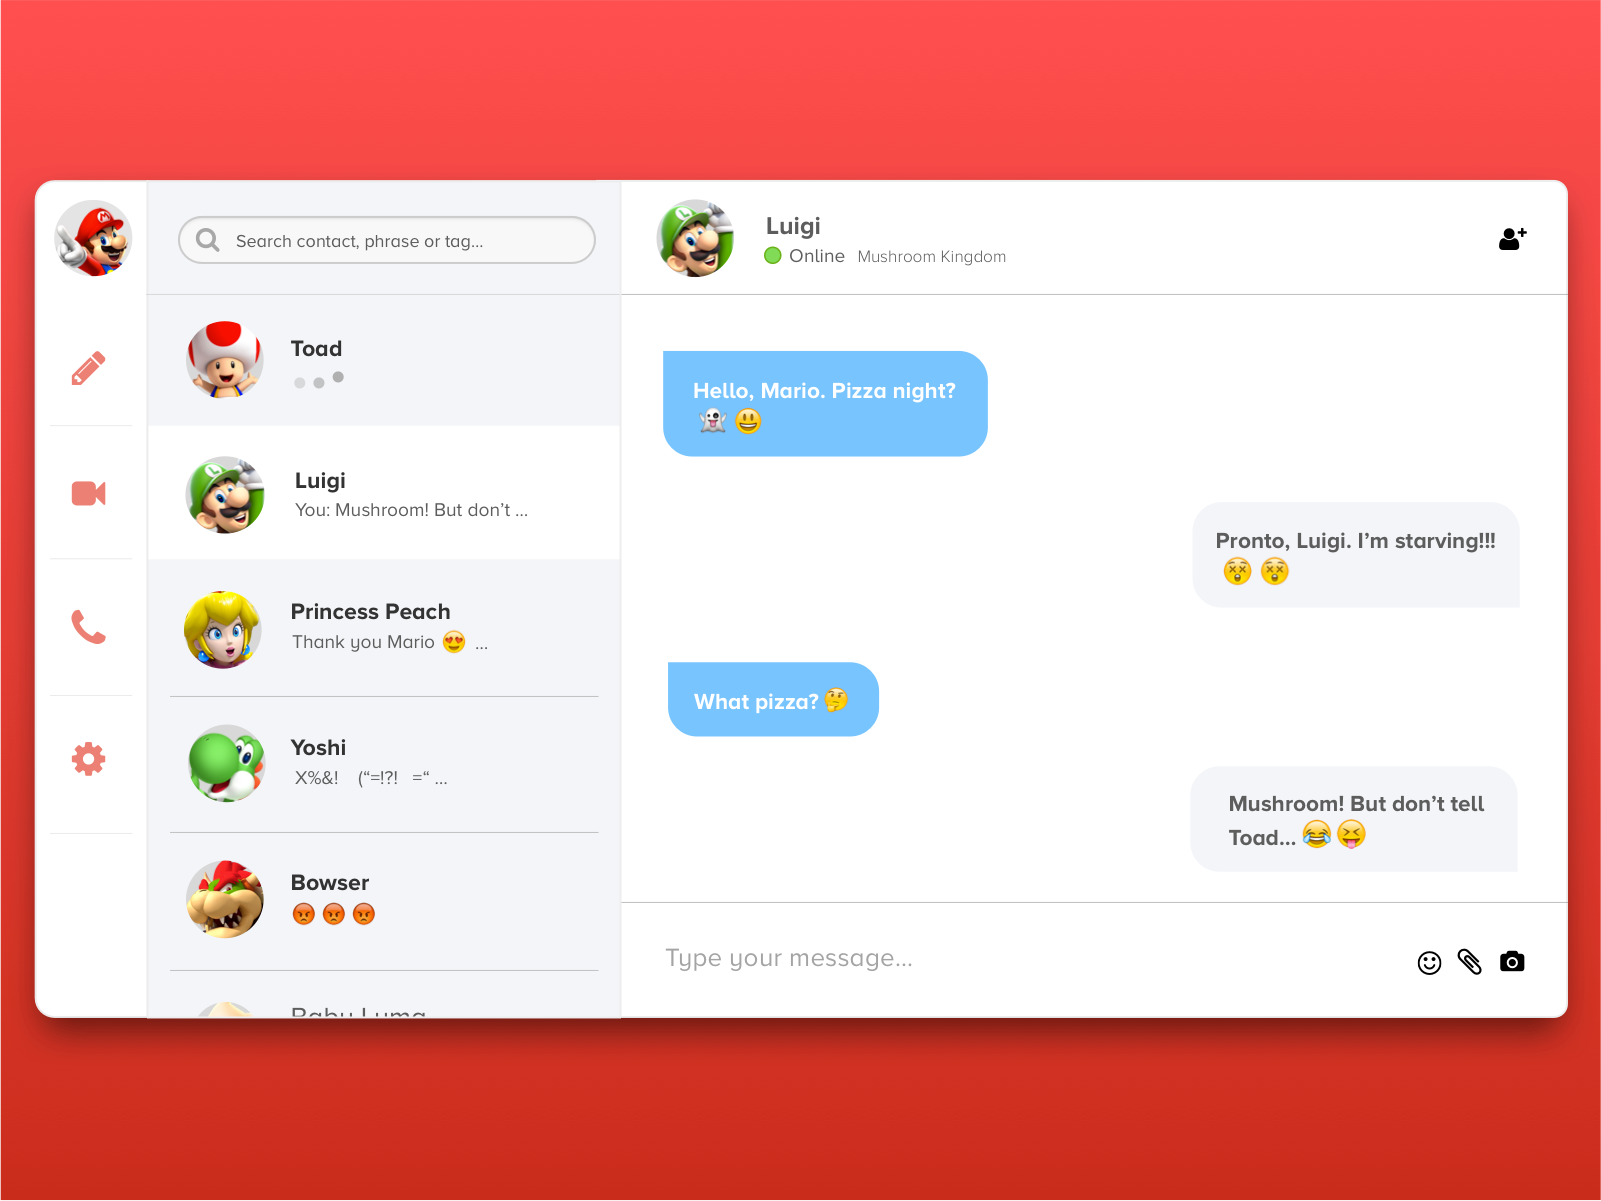 Search contact, phrase or tag...
Toad
Luigi
You: Mushroom! But don’t ...
Princess Peach
Thank you Mario 😍 ...
Yoshi
X%&! (“=!?! =“ ...
Bowser
😡 😡 😡
Baby Luma
Luigi
Online Mushroom Kingdom
Hello, Mario. Pizza night?
👻 😃
Pronto, Luigi. I’m starving!!!
😵 😵
What pizza? 🤔
Mushroom! But don’t tell
Toad... 😂 😝
Type your message...